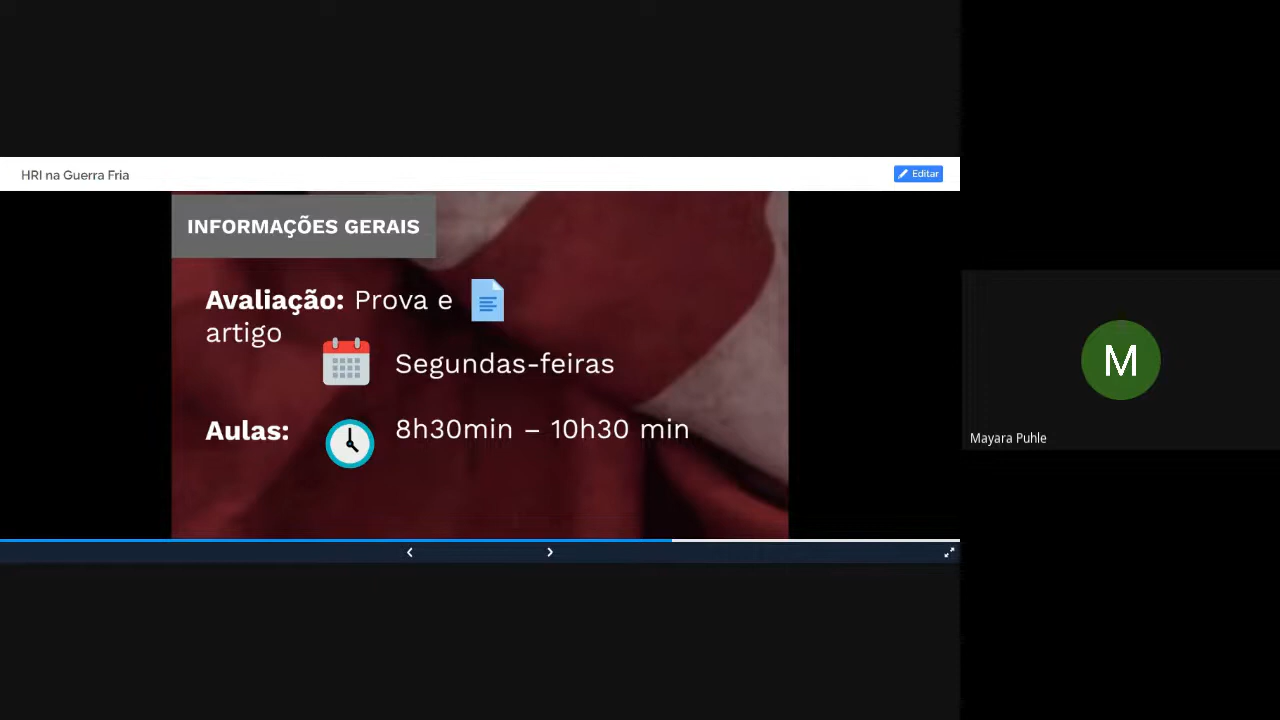 HRI na Guerra Fria
Editar
INFORMAÇÕES GERAIS
Avaliação: Prova e
artigo
Segundas-feiras
Aulas:
8h30min – 10h30 min
M
Mayara Puhle